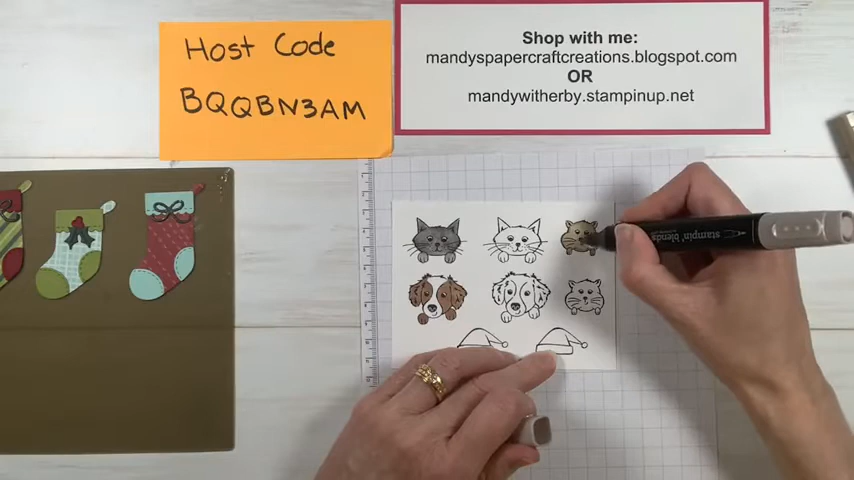 Host Code
BQQBN3AM
Shop with me:
mandyspapercraftcreations.blogspot.com
OR
mandywitherby.stampinup.net
stampin' blends